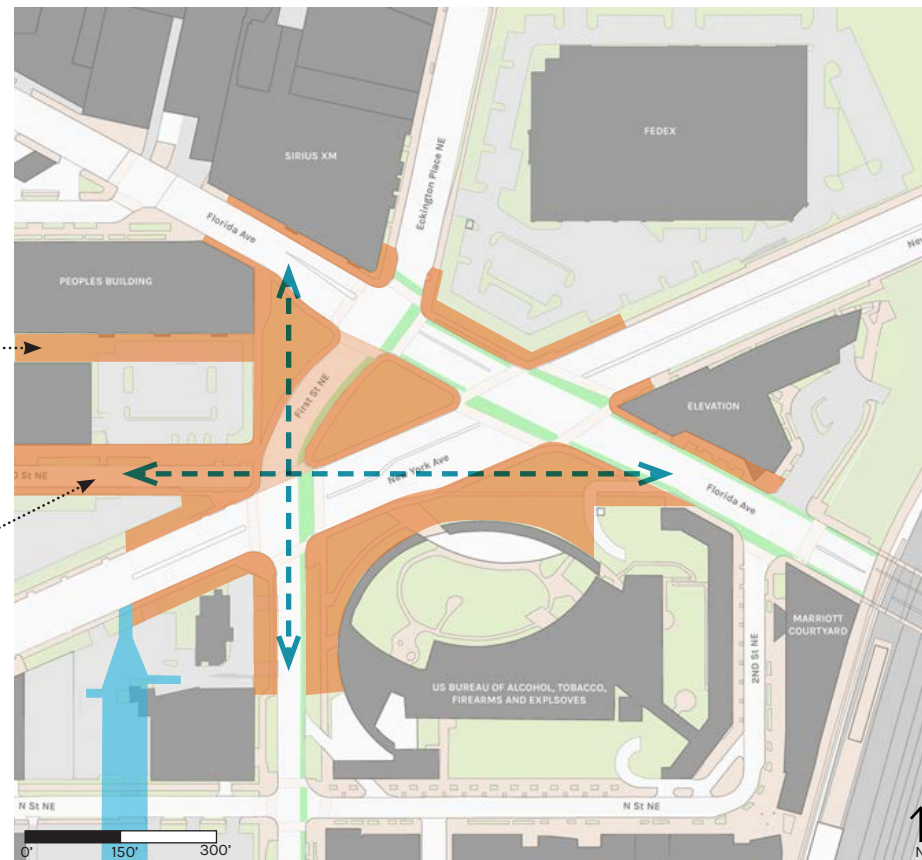 SIRIUS XM
FEDEX
Eckington Place NE
Florida Ave
New
PEOPLES BUILDING
First St NE
ELEVATION
New York Ave
D St NE
Florida Ave
MARRIOTT
COURTYARD
2ND St NE
US BUREAU OF ALCOHOL, TOBACCO,
FIREARMS AND EXPLSOVES
N St NE
N St NE
0'
150'
300'
N